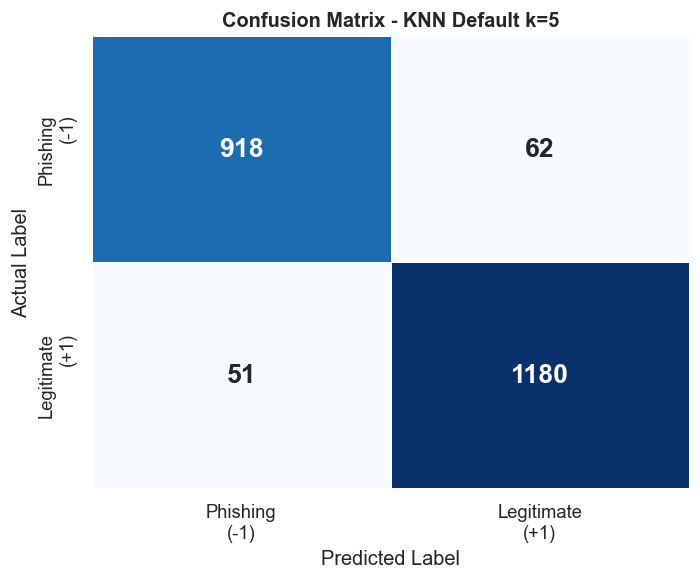 Confusion Matrix - KNN Default k=5
Actual Label
Phishing
(-1)
918
62
Legitimate
(+1)
51
1180
Phishing
(-1)
Legitimate
(+1)
Predicted Label